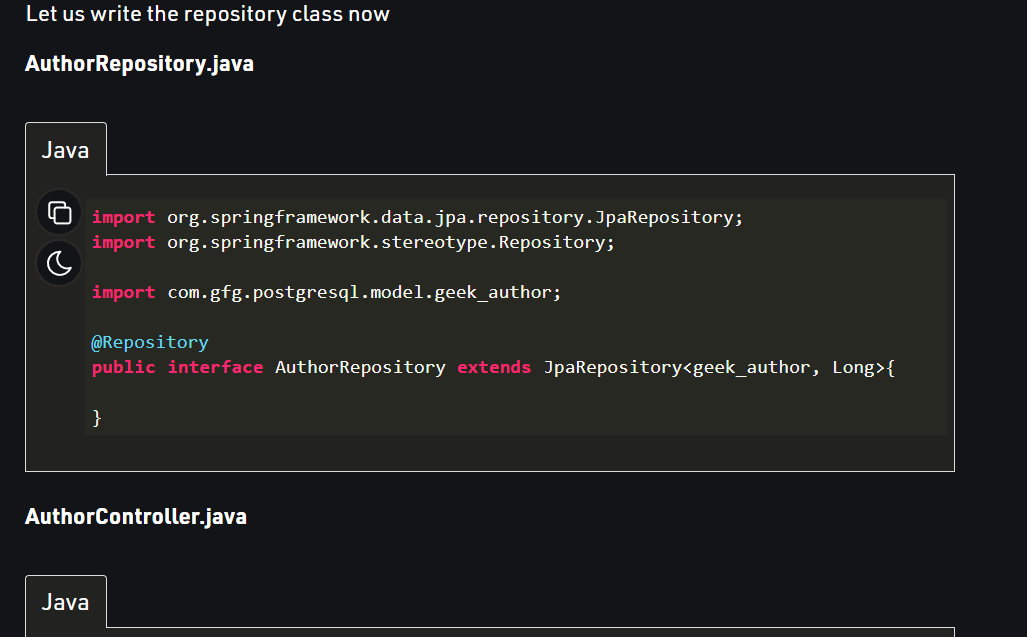 Let us write the repository class now
AuthorRepository.java
Java
import org.springframework.data.jpa.repository.JpaRepository;
import org.springframework.stereotype.Repository;
import com.gfg.postgresql.model.geek_author;
@Repository
public interface AuthorRepository extends JpaRepository<geek_author, Long>{
}
AuthorController.java
Java